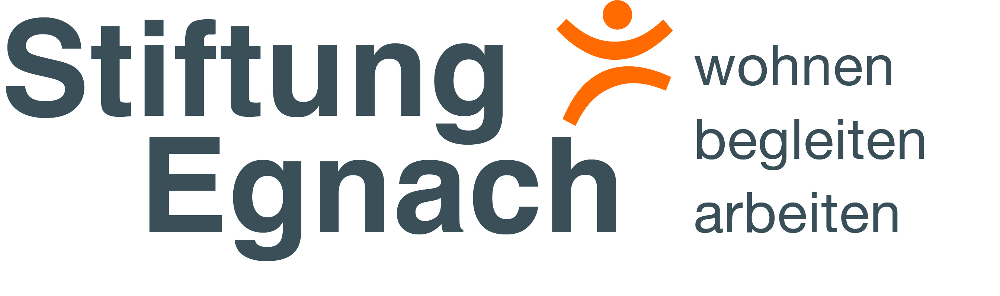 Stiftung
Egnach
wohnen
begleiten
arbeiten